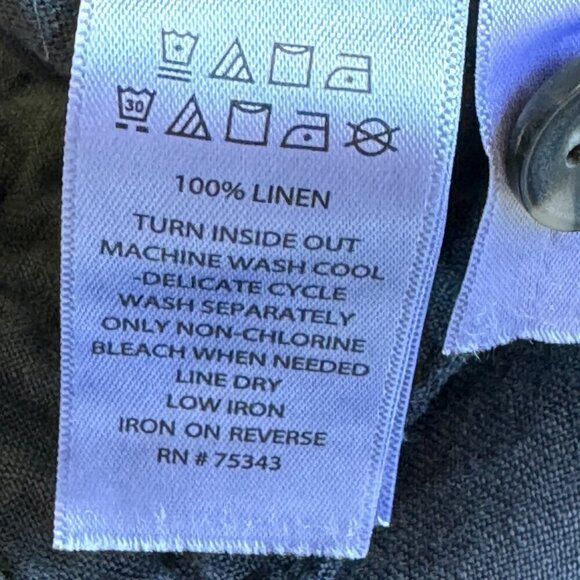 30
100% LINEN
TURN INSIDE OUT
MACHINE WASH COOL
-DELICATE CYCLE
WASH SEPARATELY
ONLY NON-CHLORINE
BLEACH WHEN NEEDED
LINE DRY
LOW IRON
IRON ON REVERSE
RN # 75343